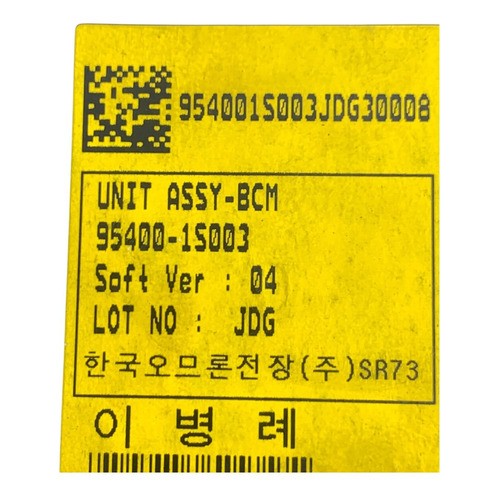 954001S003JDG30008
UNIT ASSY-BCM
95400-1S003
Soft Ver : 04
LOT NO : JDG
한국오므론전장(주)SR73
이 병 례